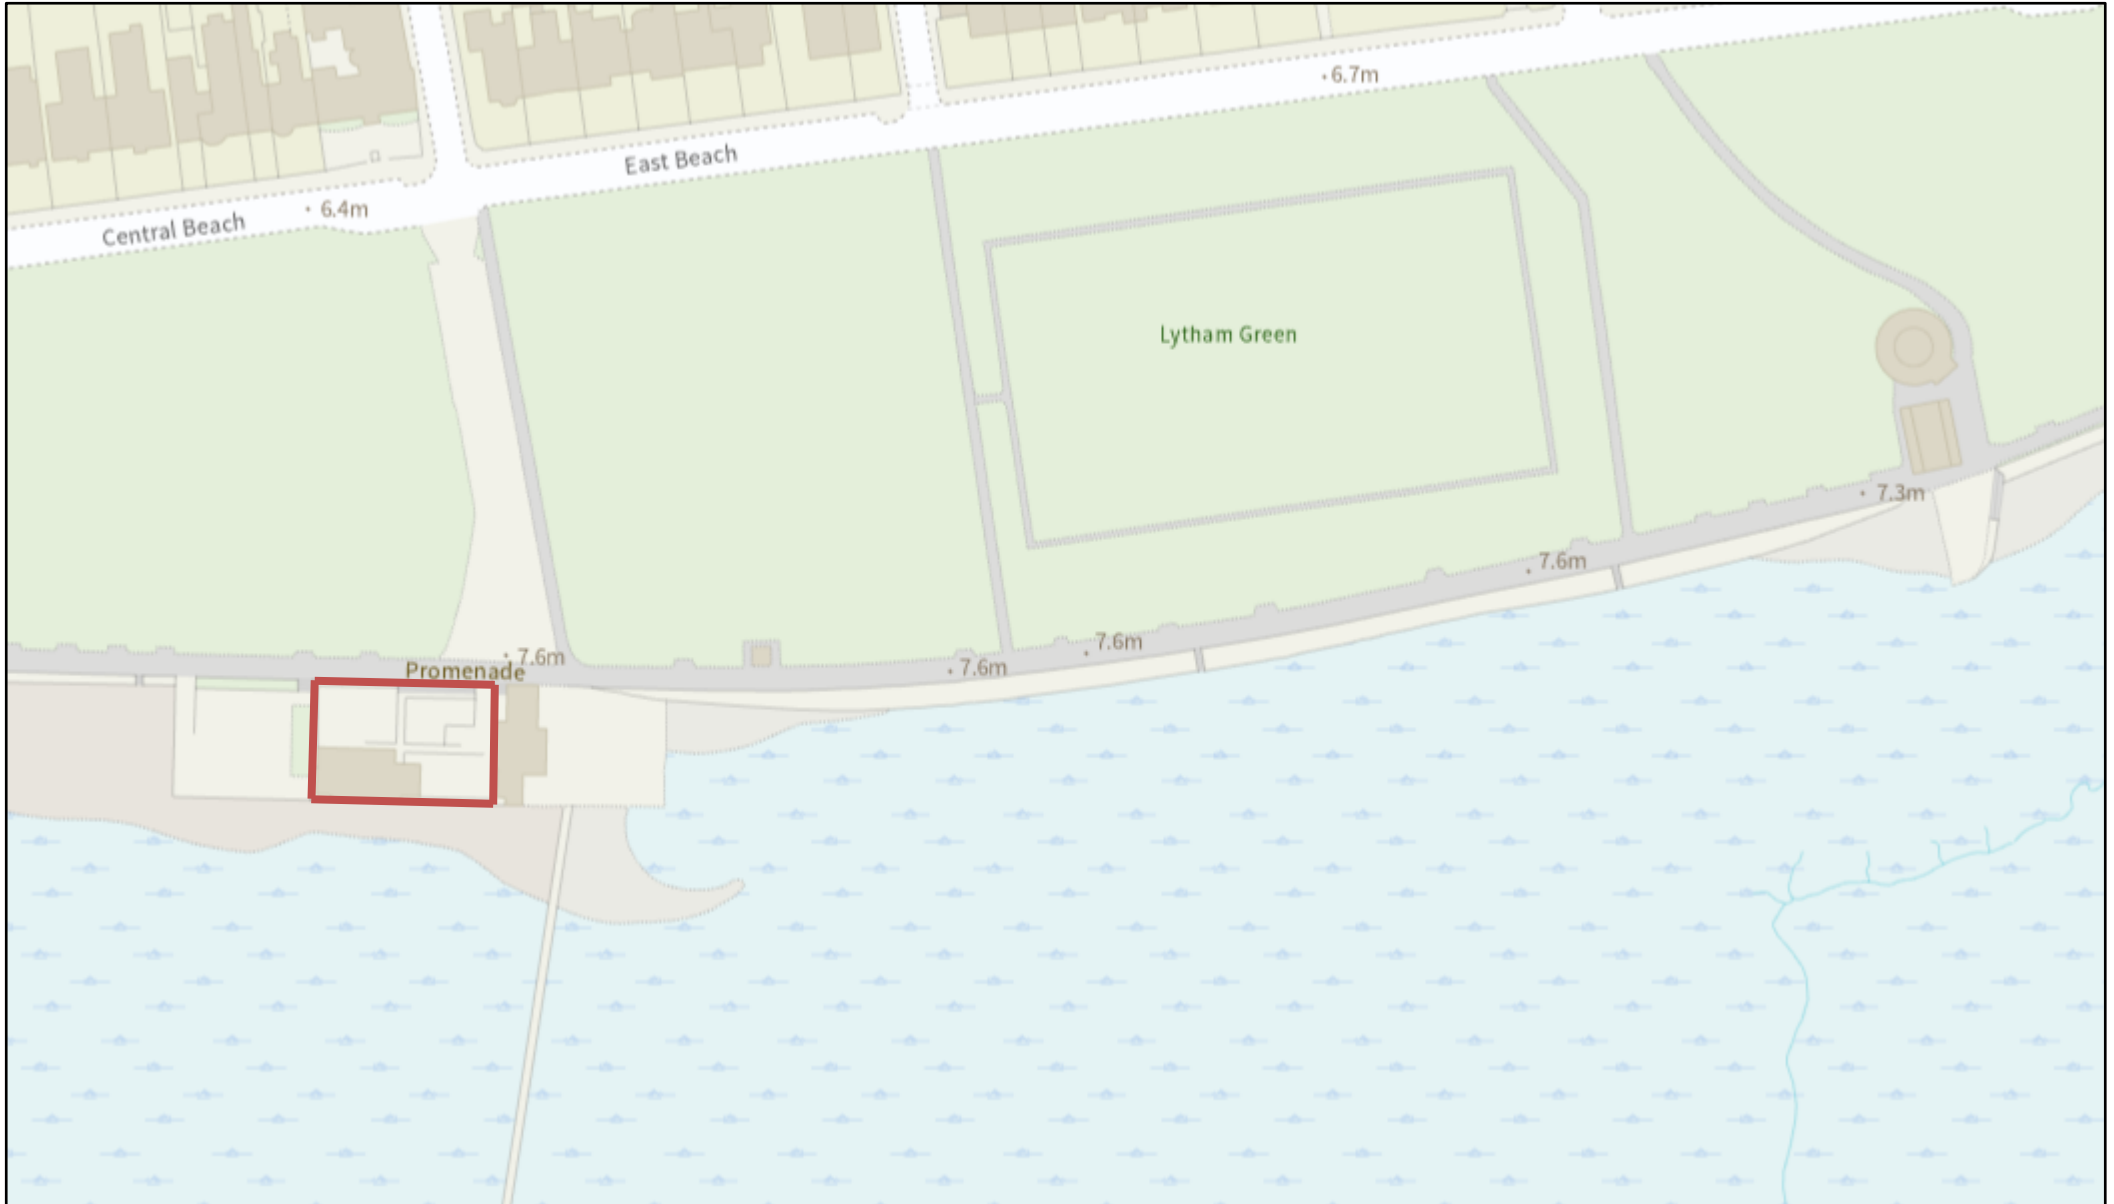 6.7m
East Beach
6.4m
Central Beach
Lytham Green
7.3m
7.6m
7.6m
7.6m
7.6m
Promenade